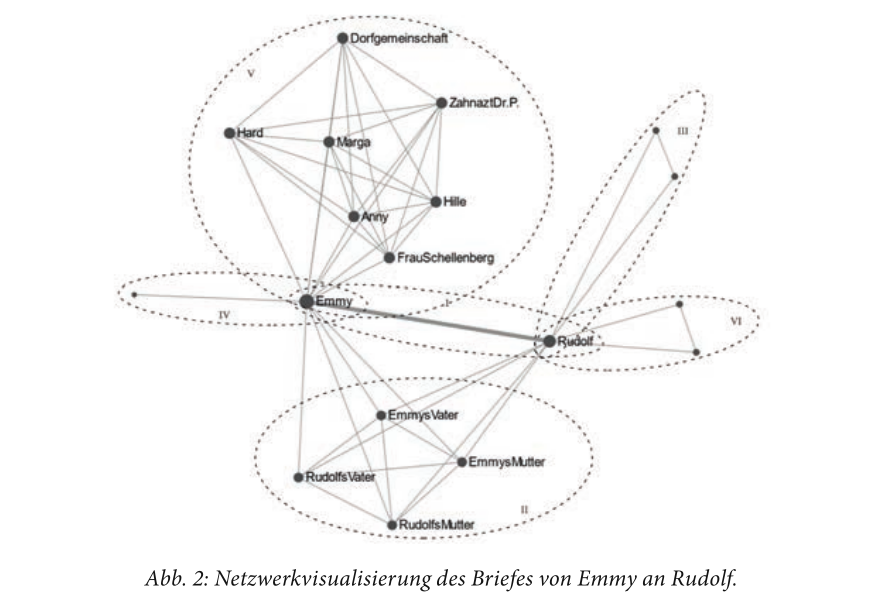 Dorfgemeinschaft
V
ZahnaztDr.P.
Hard
III
Marga
Hille
Anny
FrauSchellenberg
Emmy
I
IV
VI
Rudolf
EmmysVater
EmmysMutter
RudolfsVater
II
RudolfsMutter
Abb. 2: Netzwerkvisualisierung des Briefes von Emmy an Rudolf.